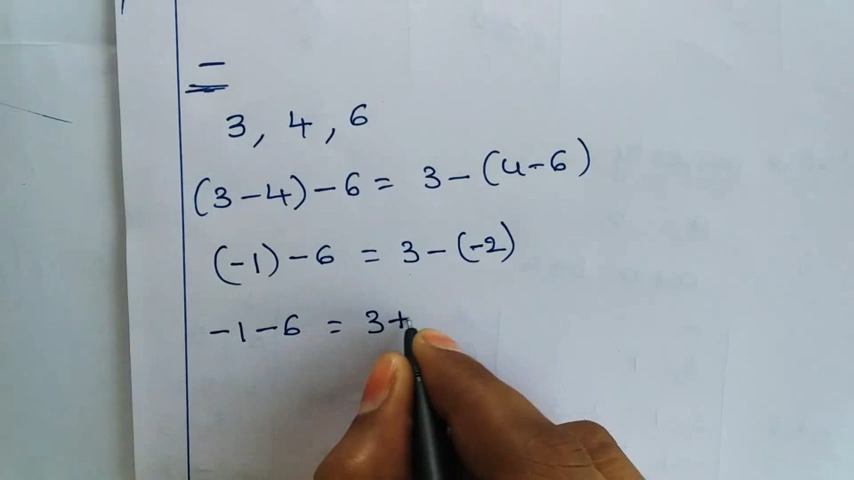 −
3, 4, 6
(3-4)-6 = 3-(4-6)
(-1)-6 = 3-(-2)
-1-6 = 3+